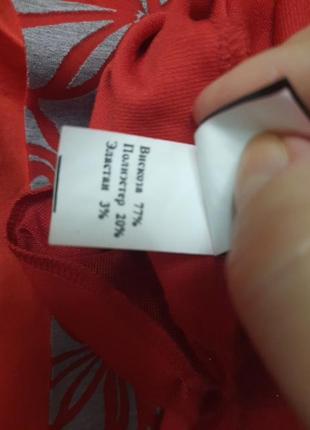 Вискоза 77%
Полиэстер 20%
Эластан 3%